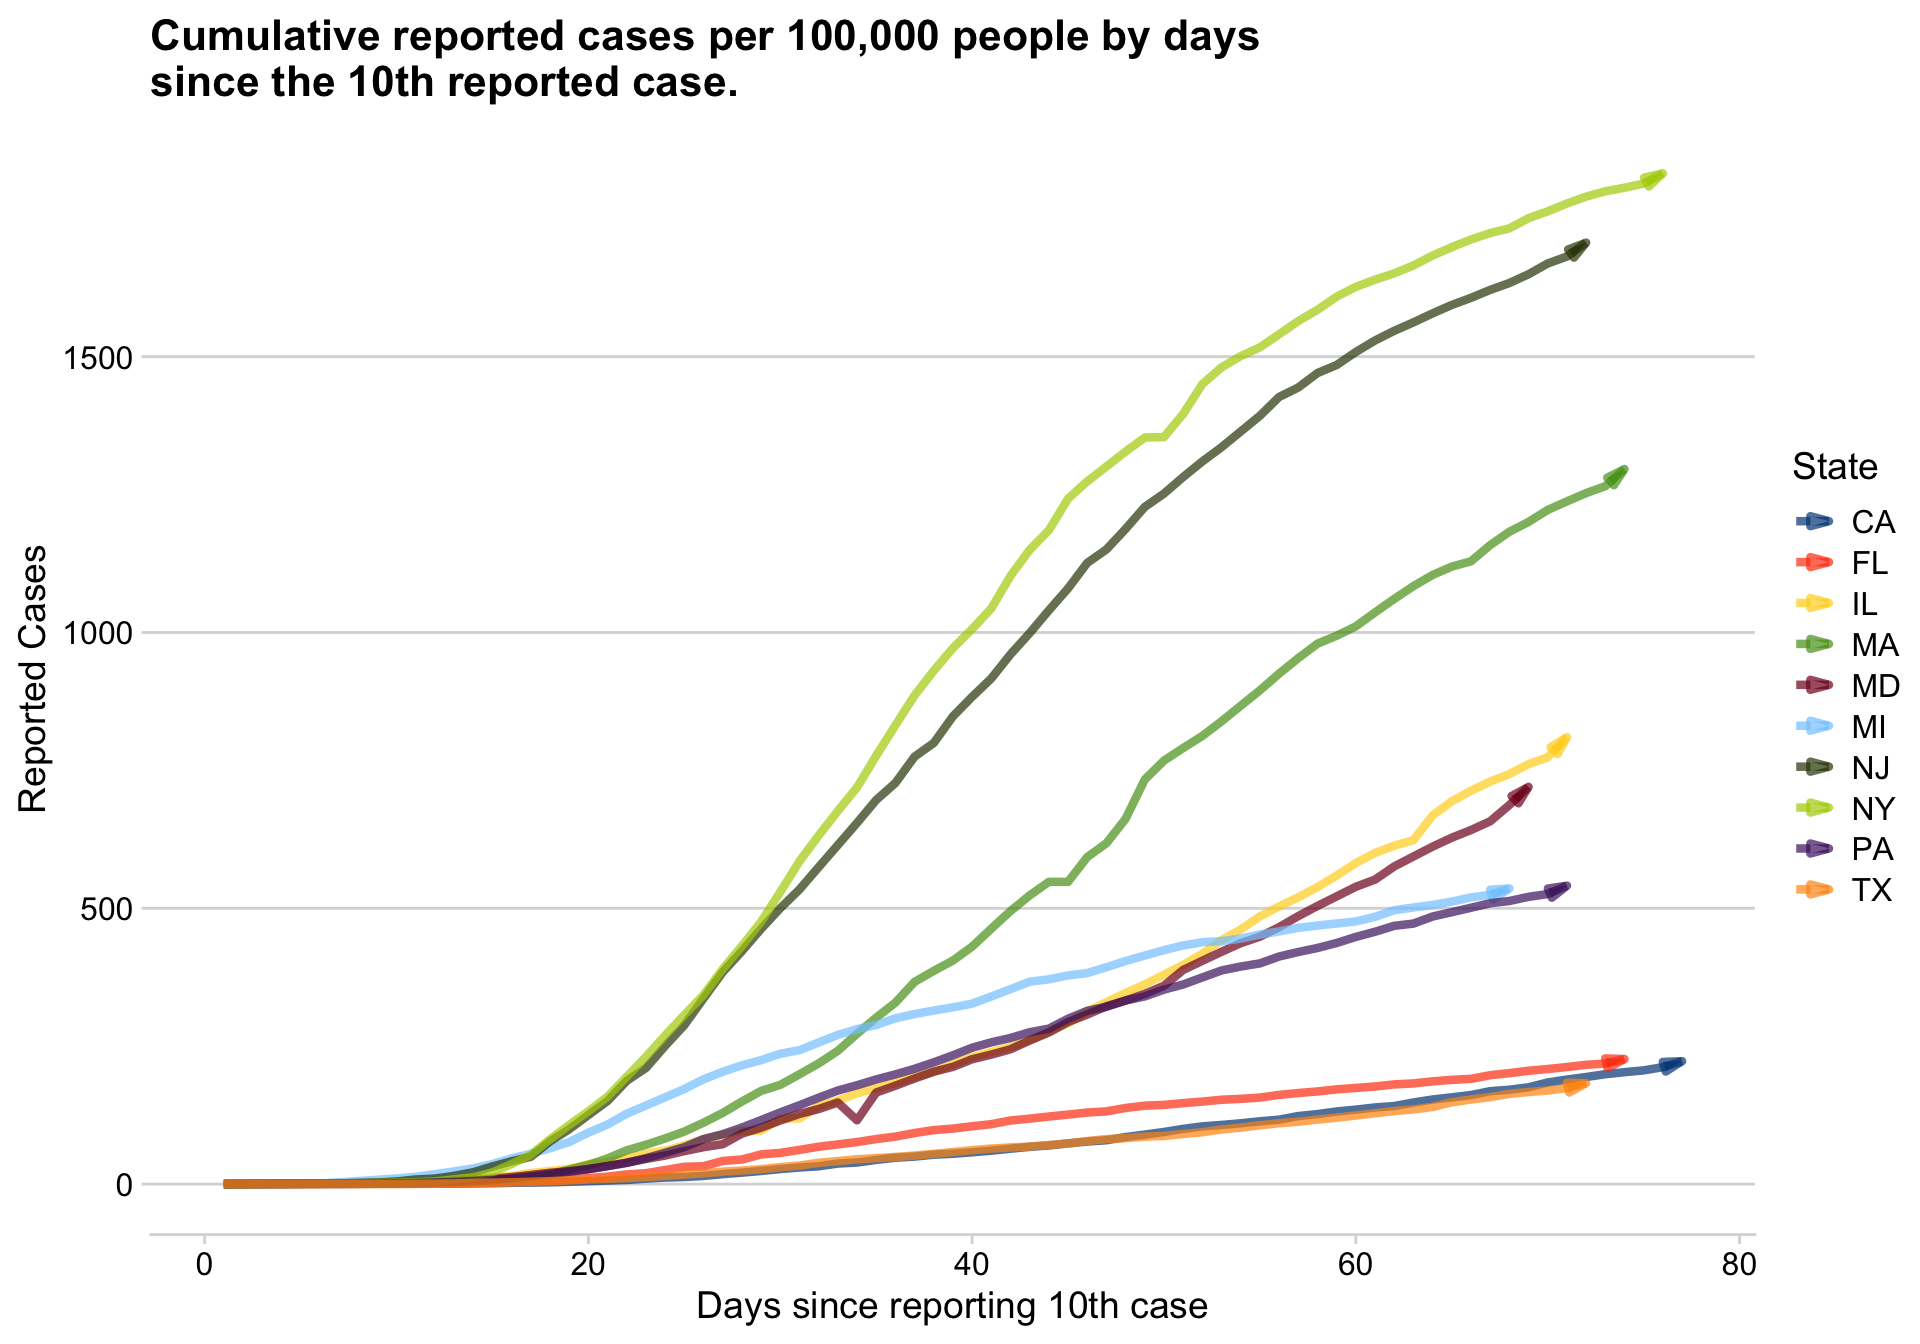 Cumulative reported cases per 100,000 people by days
since the 10th reported case.
Reported Cases
1500
1000
500
0
0 20 40 60 80
Days since reporting 10th case
State
CA
FL
IL
MA
MD
MI
NJ
NY
PA
TX